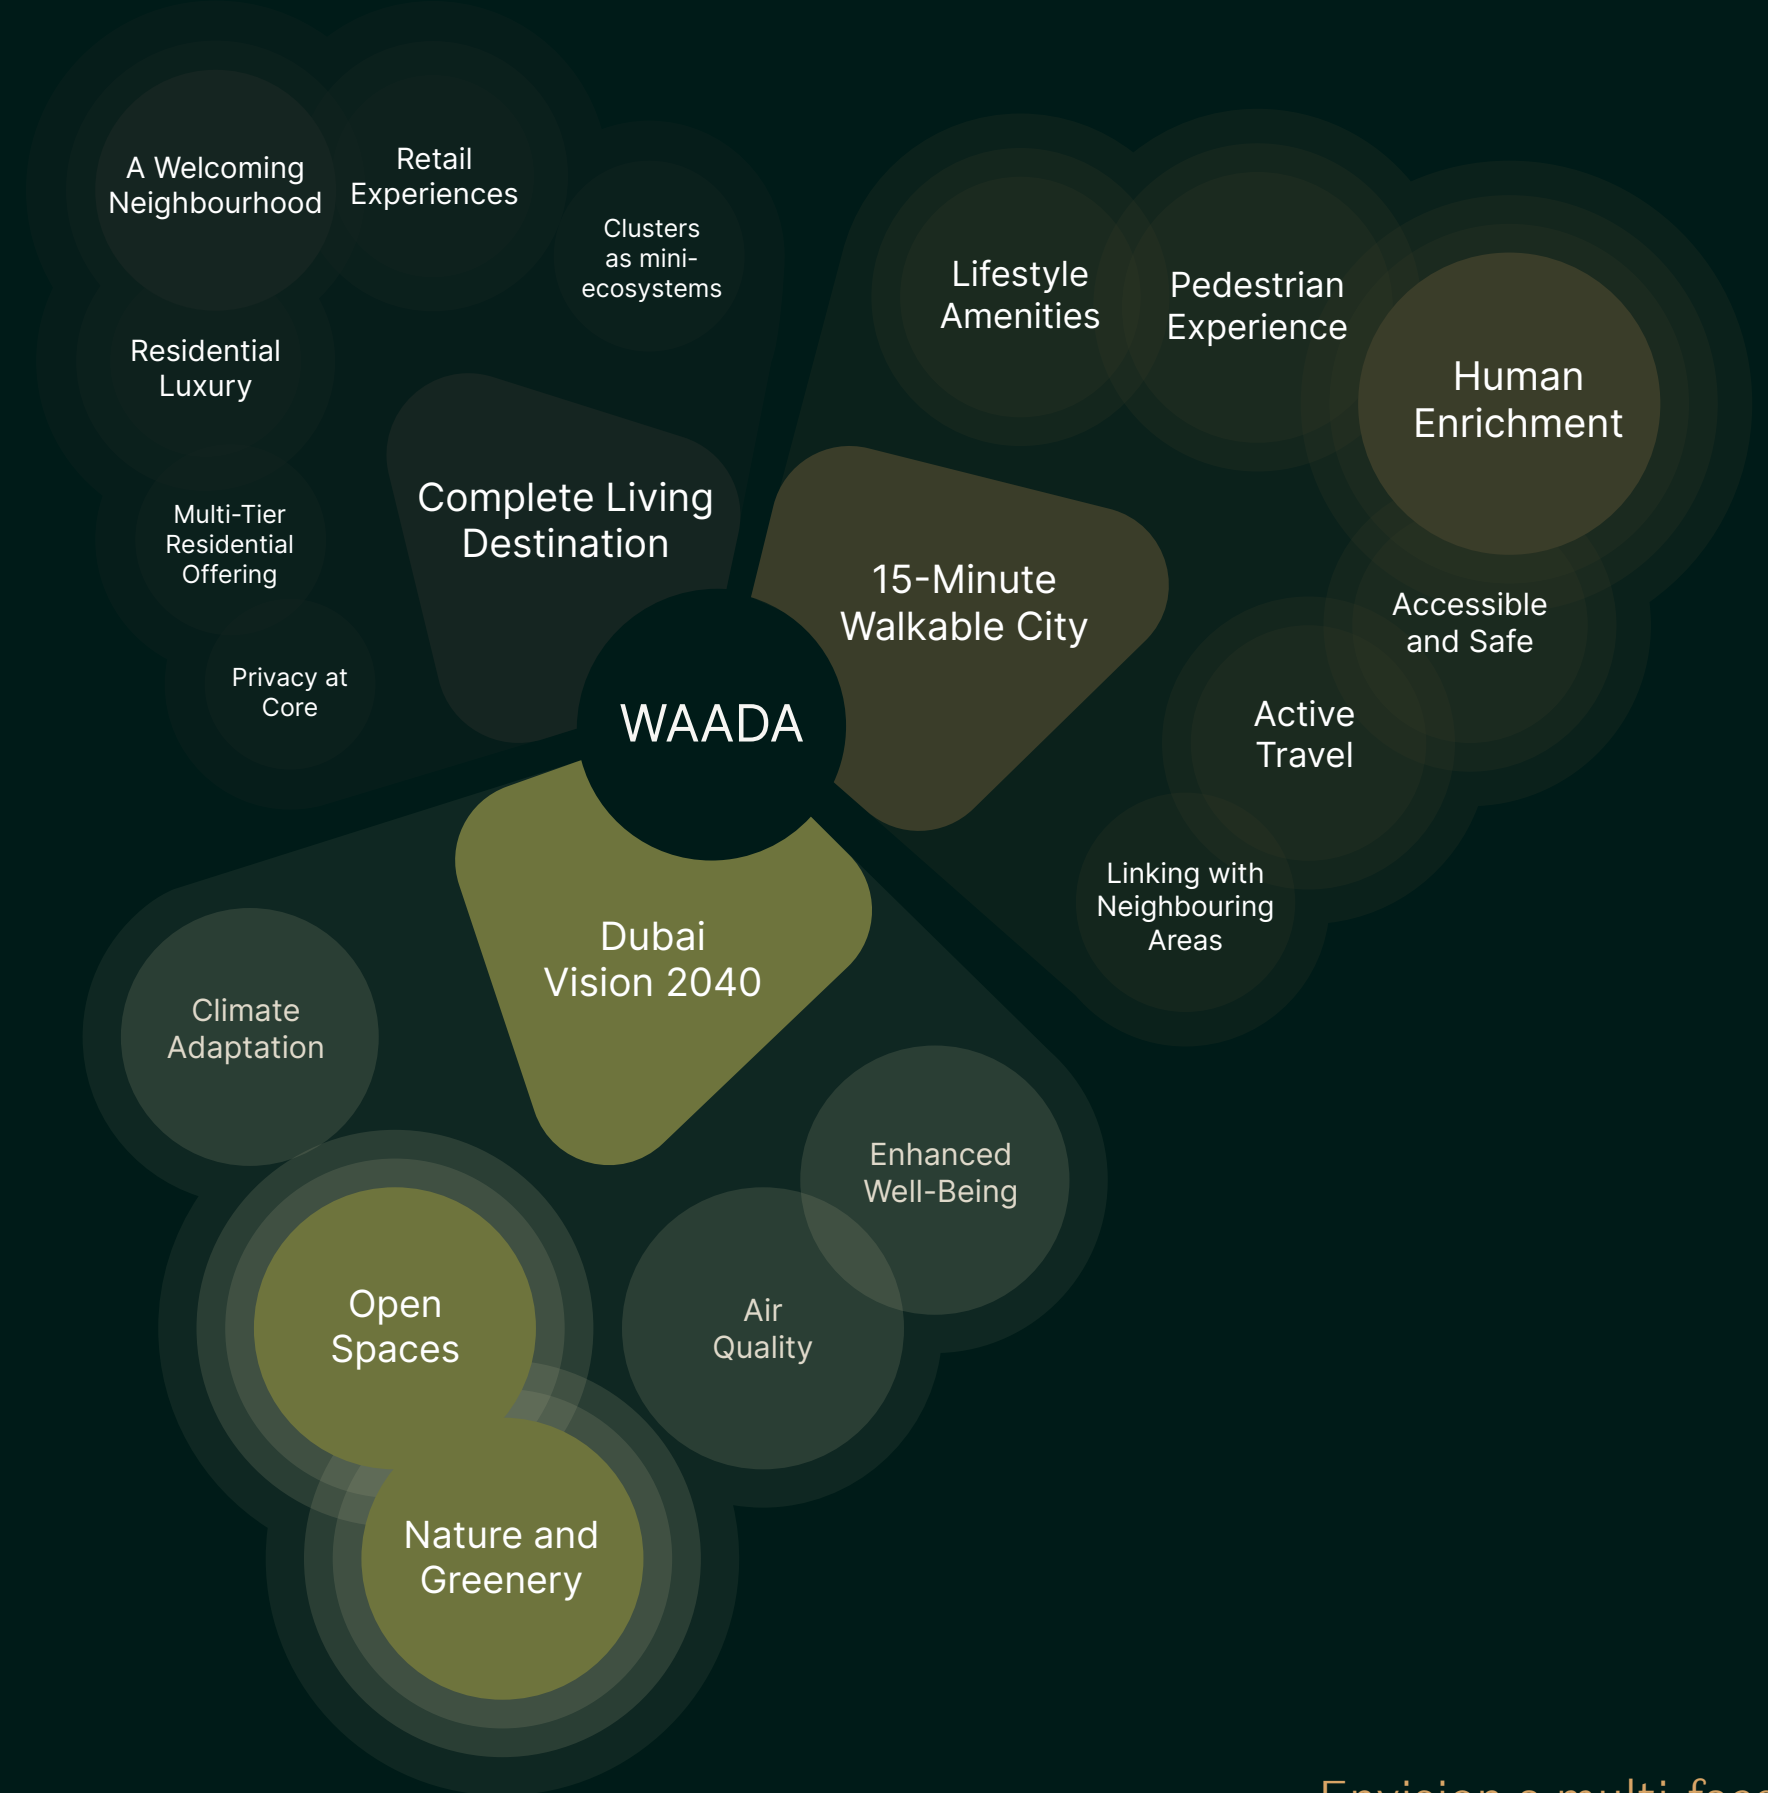 A Welcoming
Neighbourhood
Retail
Experiences
Clusters
as mini-
ecosystems
Residential
Luxury
Multi-Tier
Residential
Offering
Privacy at
Core
Complete Living
Destination
Lifestyle
Amenities
Pedestrian
Experience
Human
Enrichment
15-Minute
Walkable City
Accessible
and Safe
Active
Travel
Linking with
Neighbouring
Areas
WAADA
Dubai
Vision 2040
Climate
Adaptation
Enhanced
Well-Being
Open
Spaces
Air
Quality
Nature and
Greenery
Envision a multi